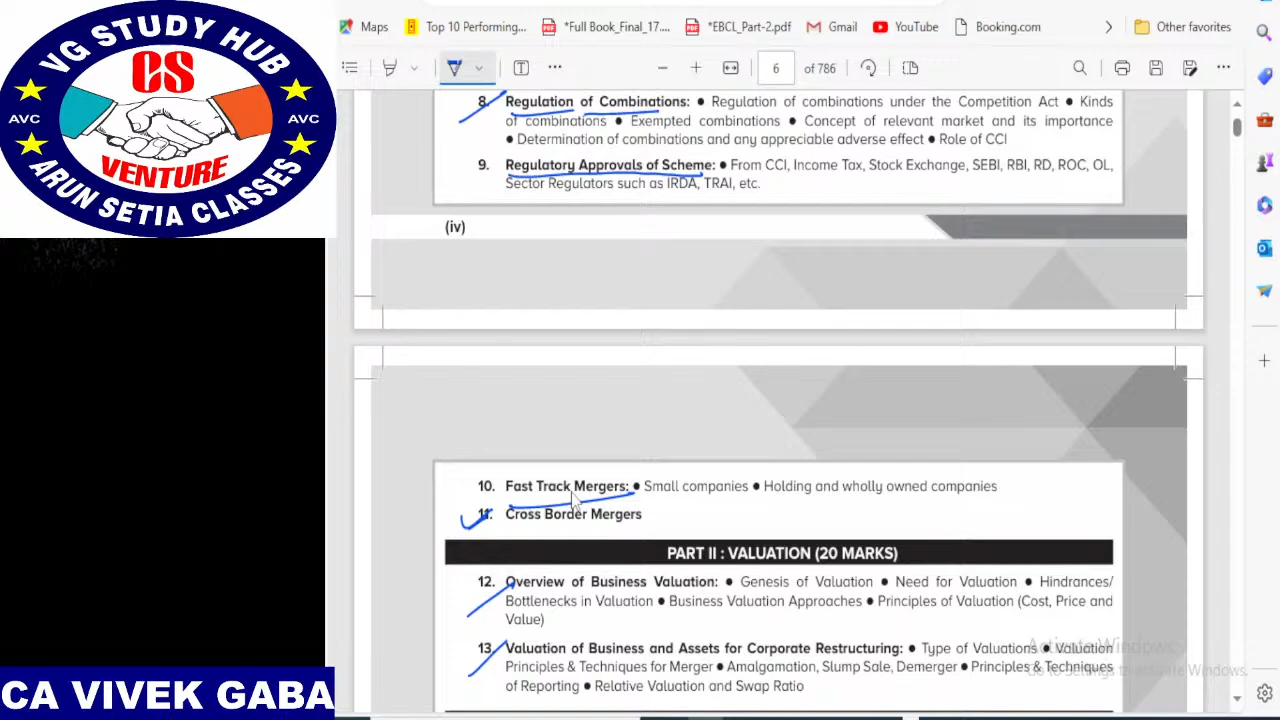 VG STUDY HUB
CS
AVC
AVC
VENTURE
ARUN SETIA CLASSES
CA VIVEK GABA
Maps
Top 10 Performing...
*Full Book_Final_17....
*EBCL_Part-2.pdf
Gmail
YouTube
Booking.com
Other favorites
6 of 786
8. Regulation of Combinations: ● Regulation of combinations under the Competition Act ● Kinds
of combinations ● Exempted combinations ● Concept of relevant market and its importance
● Determination of combinations and any appreciable adverse effect ● Role of CCI
9. Regulatory Approvals of Scheme: ● From CCI, Income Tax, Stock Exchange, SEBI, RBI, RD, ROC, OL,
Sector Regulators such as IRDA, TRAI, etc.
(iv)
10. Fast Track Mergers: ● Small companies ● Holding and wholly owned companies
11. Cross Border Mergers
PART II : VALUATION (20 MARKS)
12. Overview of Business Valuation: ● Genesis of Valuation ● Need for Valuation ● Hindrances/
Bottlenecks in Valuation ● Business Valuation Approaches ● Principles of Valuation (Cost, Price and
Value)
13. Valuation of Business and Assets for Corporate Restructuring: ● Type of Valuations ● Valuation
Principles & Techniques for Merger ● Amalgamation, Slump Sale, Demerger ● Principles & Techniques
of Reporting ● Relative Valuation and Swap Ratio
Activate Windows
Go to Settings to activate Windows.